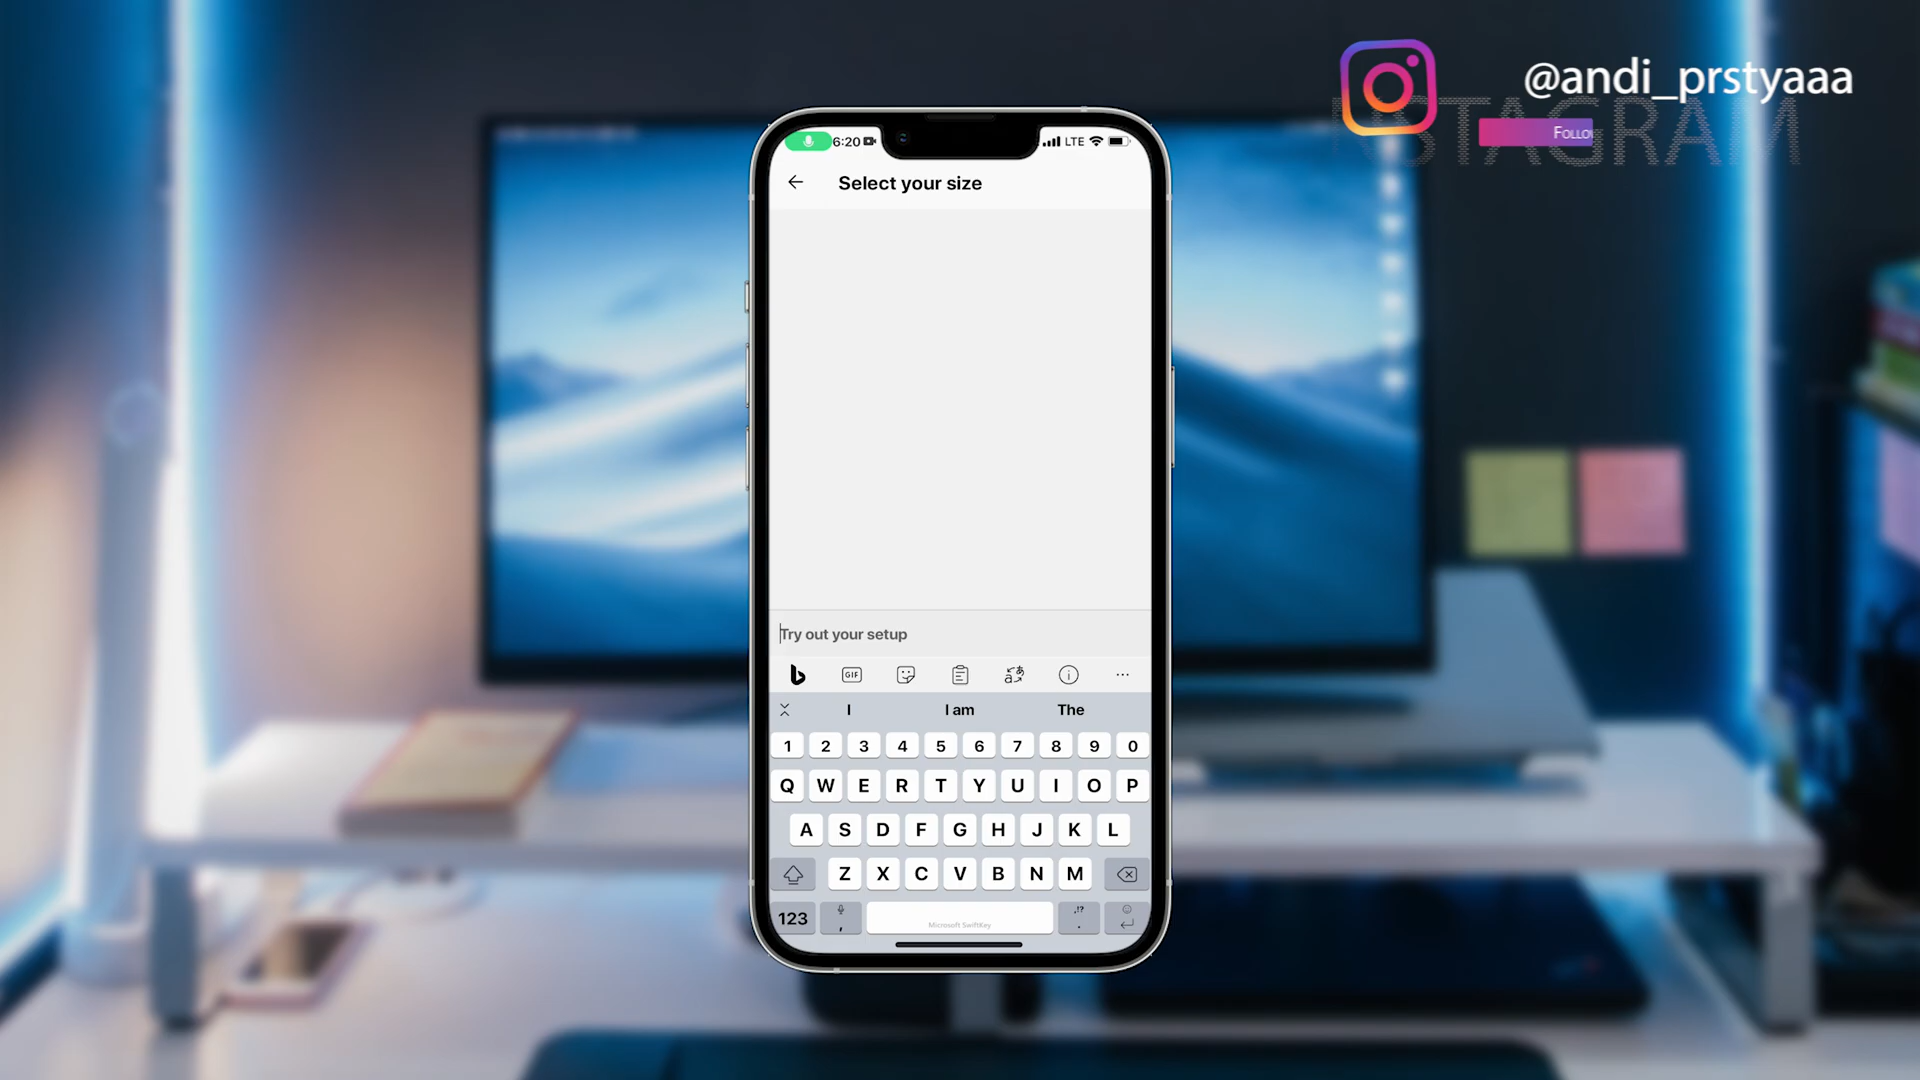 @andi_prstyaaa
INSTAGRAM
Follow
6:20
LTE
Select your size
Try out your setup
GIF
I
I am
The
1 2 3 4 5 6 7 8 9 0
Q W E R T Y U I O P
A S D F G H J K L
Z X C V B N M
123
,
Microsoft SwiftKey
,!?
.